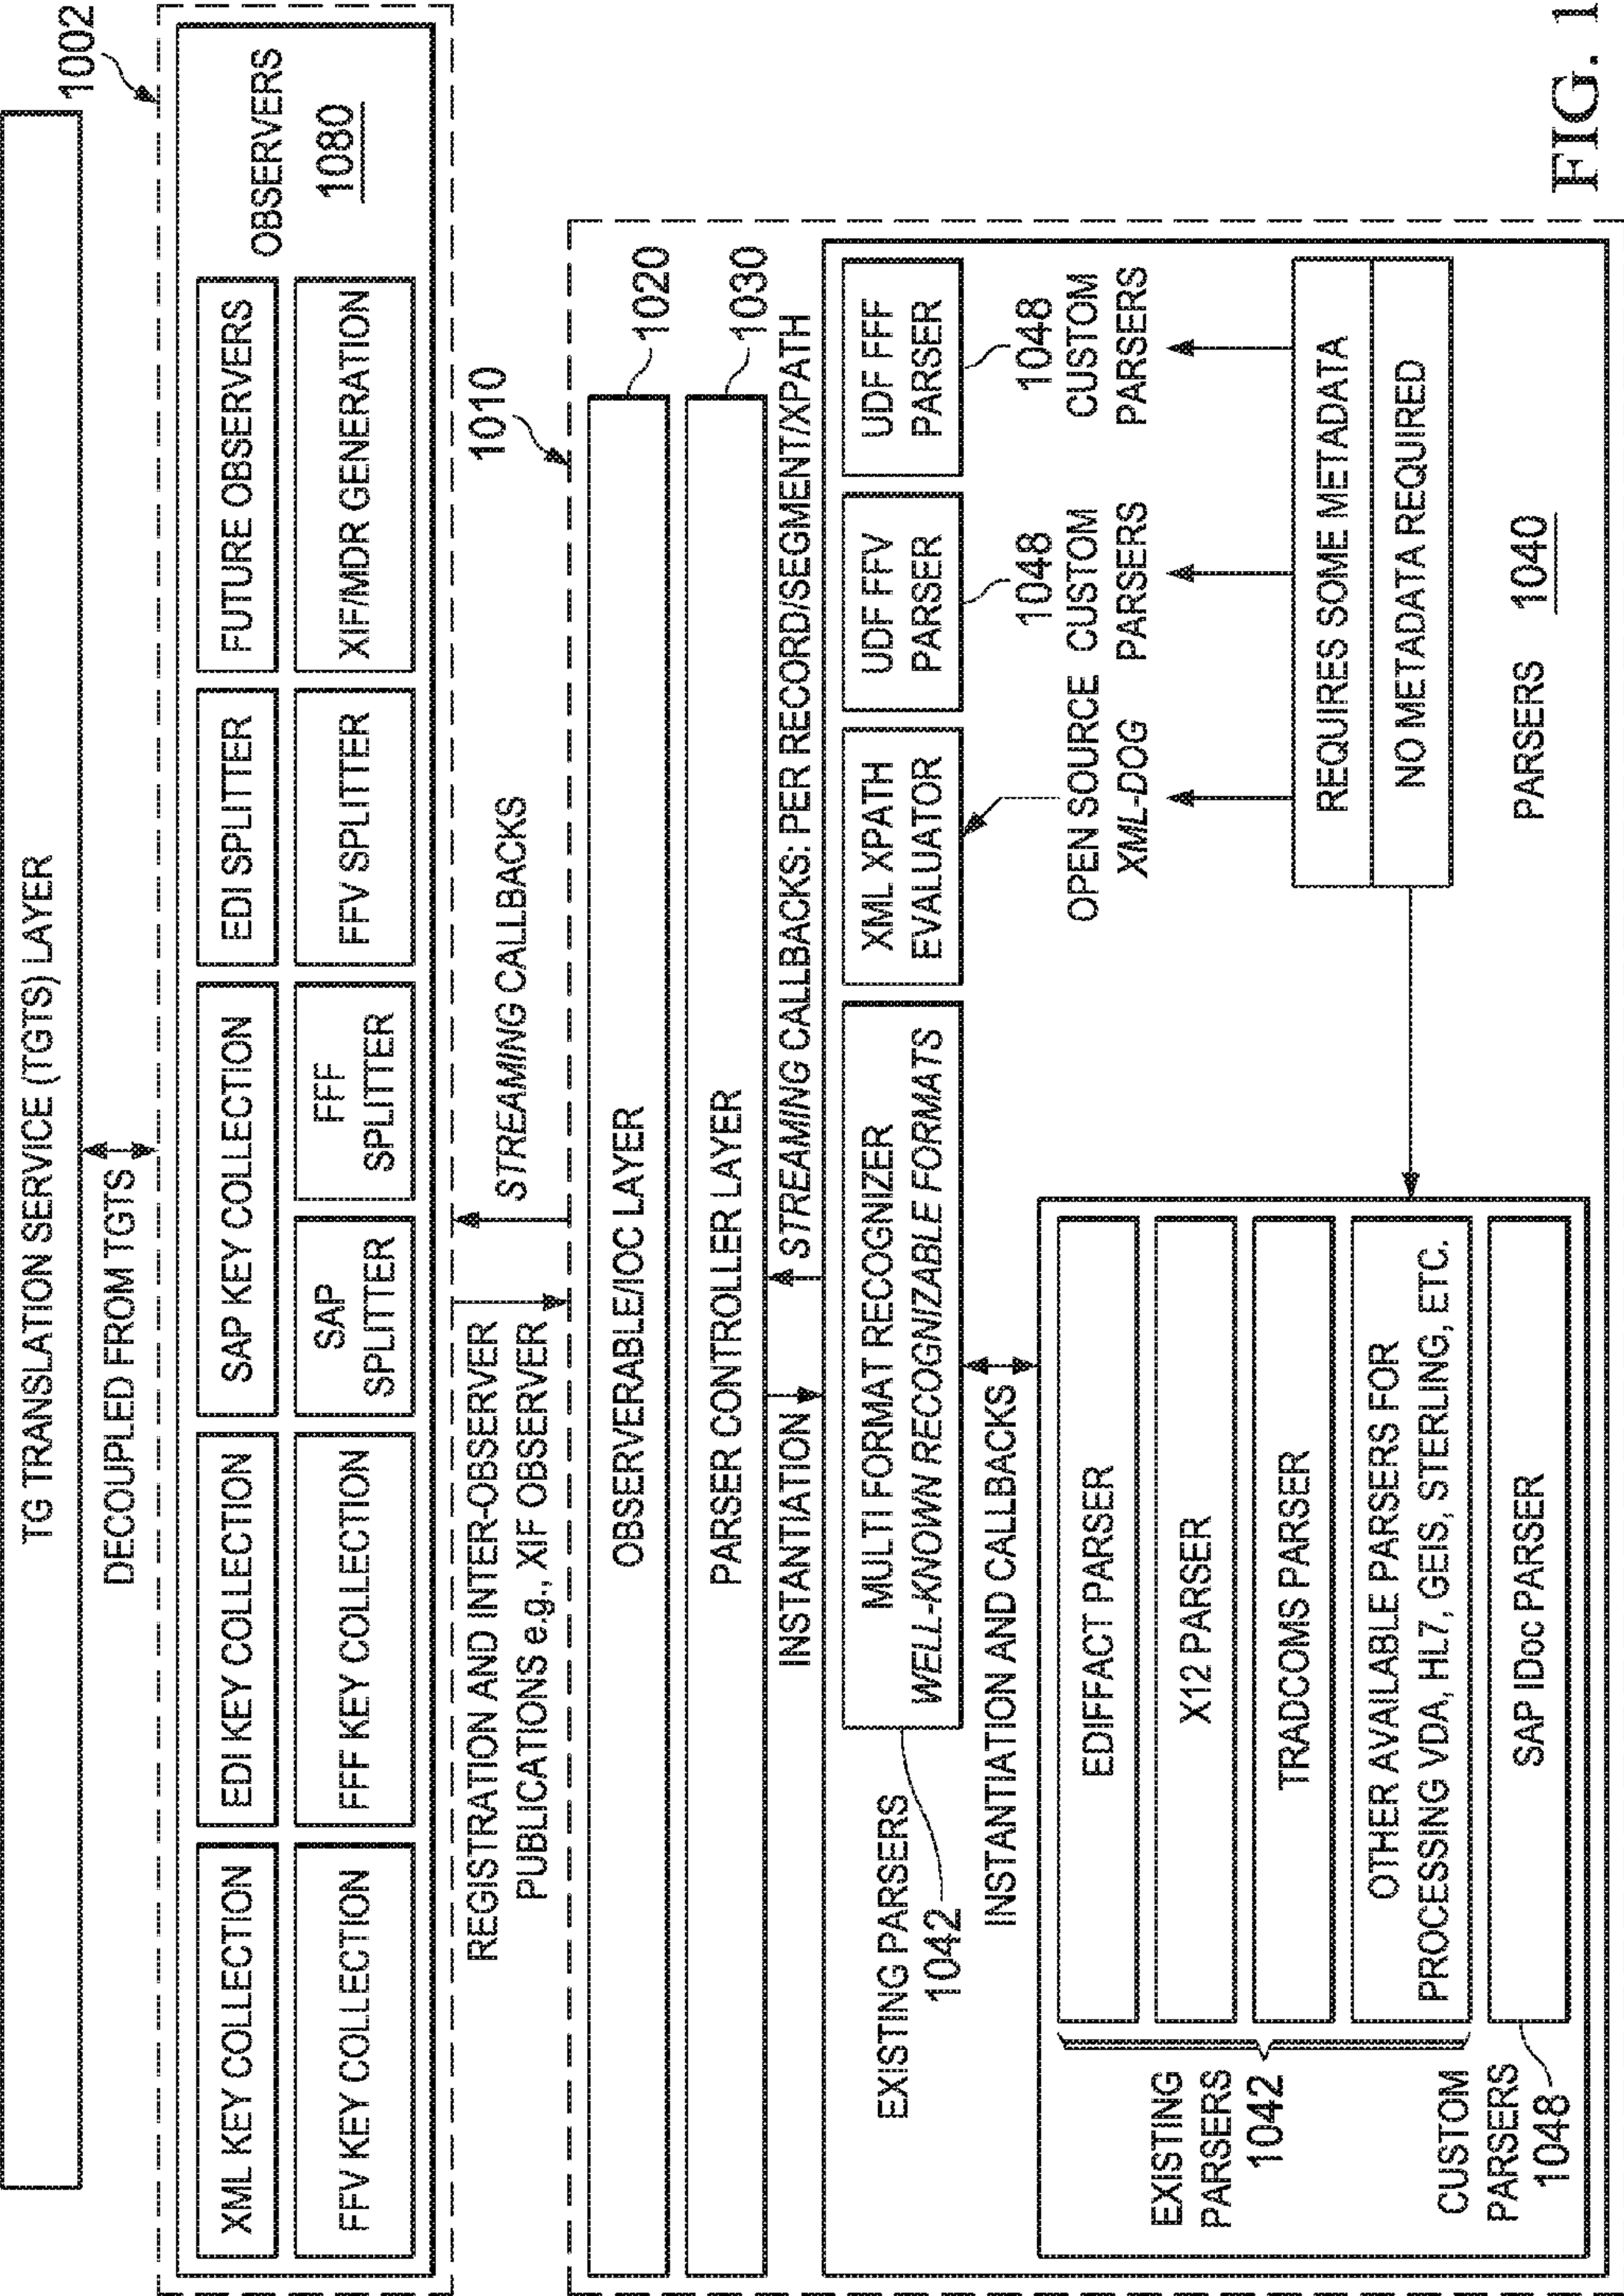 TG TRANSLATION SERVICE (TGTS) LAYER
DECOUPLED FROM TGTS
1002
XML KEY COLLECTION
EDI KEY COLLECTION
SAP KEY COLLECTION
EDI SPLITTER
FUTURE OBSERVERS
OBSERVERS
1080
FFV KEY COLLECTION
FFF KEY COLLECTION
SAP
SPLITTER
FFF
SPLITTER
FFV SPLITTER
XIF/MDR GENERATION
REGISTRATION AND INTER-OBSERVER
PUBLICATIONS e.g., XIF OBSERVER
STREAMING CALLBACKS
1010
OBSERVERABLE/IOC LAYER
1020
PARSER CONTROLLER LAYER
1030
INSTANTIATION
STREAMING CALLBACKS: PER RECORD/SEGMENT/XPATH
MULTI FORMAT RECOGNIZER
WELL-KNOWN RECOGNIZABLE FORMATS
XML XPATH
EVALUATOR
UDF FFV
PARSER
UDF FFF
PARSER
EXISTING PARSERS
1042
INSTANTIATION AND CALLBACKS
OPEN SOURCE
XML-DOG
1048
CUSTOM
PARSERS
1048
CUSTOM
PARSERS
EDIFFACT PARSER
X12 PARSER
TRADCOMS PARSER
OTHER AVAILABLE PARSERS FOR
PROCESSING VDA, HL7, GEIS, STERLING, ETC.
SAP IDoc PARSER
EXISTING
PARSERS
1042
CUSTOM
PARSERS
1048
REQUIRES SOME METADATA
NO METADATA REQUIRED
PARSERS
1040
FIG. 1